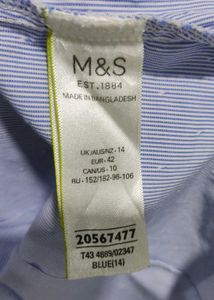 M&S
EST.1884
MADE IN BANGLADESH
UK/AUS/NZ - 14
EUR - 42
CAN/US - 10
RU - 152/182-96-106
20567477
T43 4689/02347
BLUE(14)